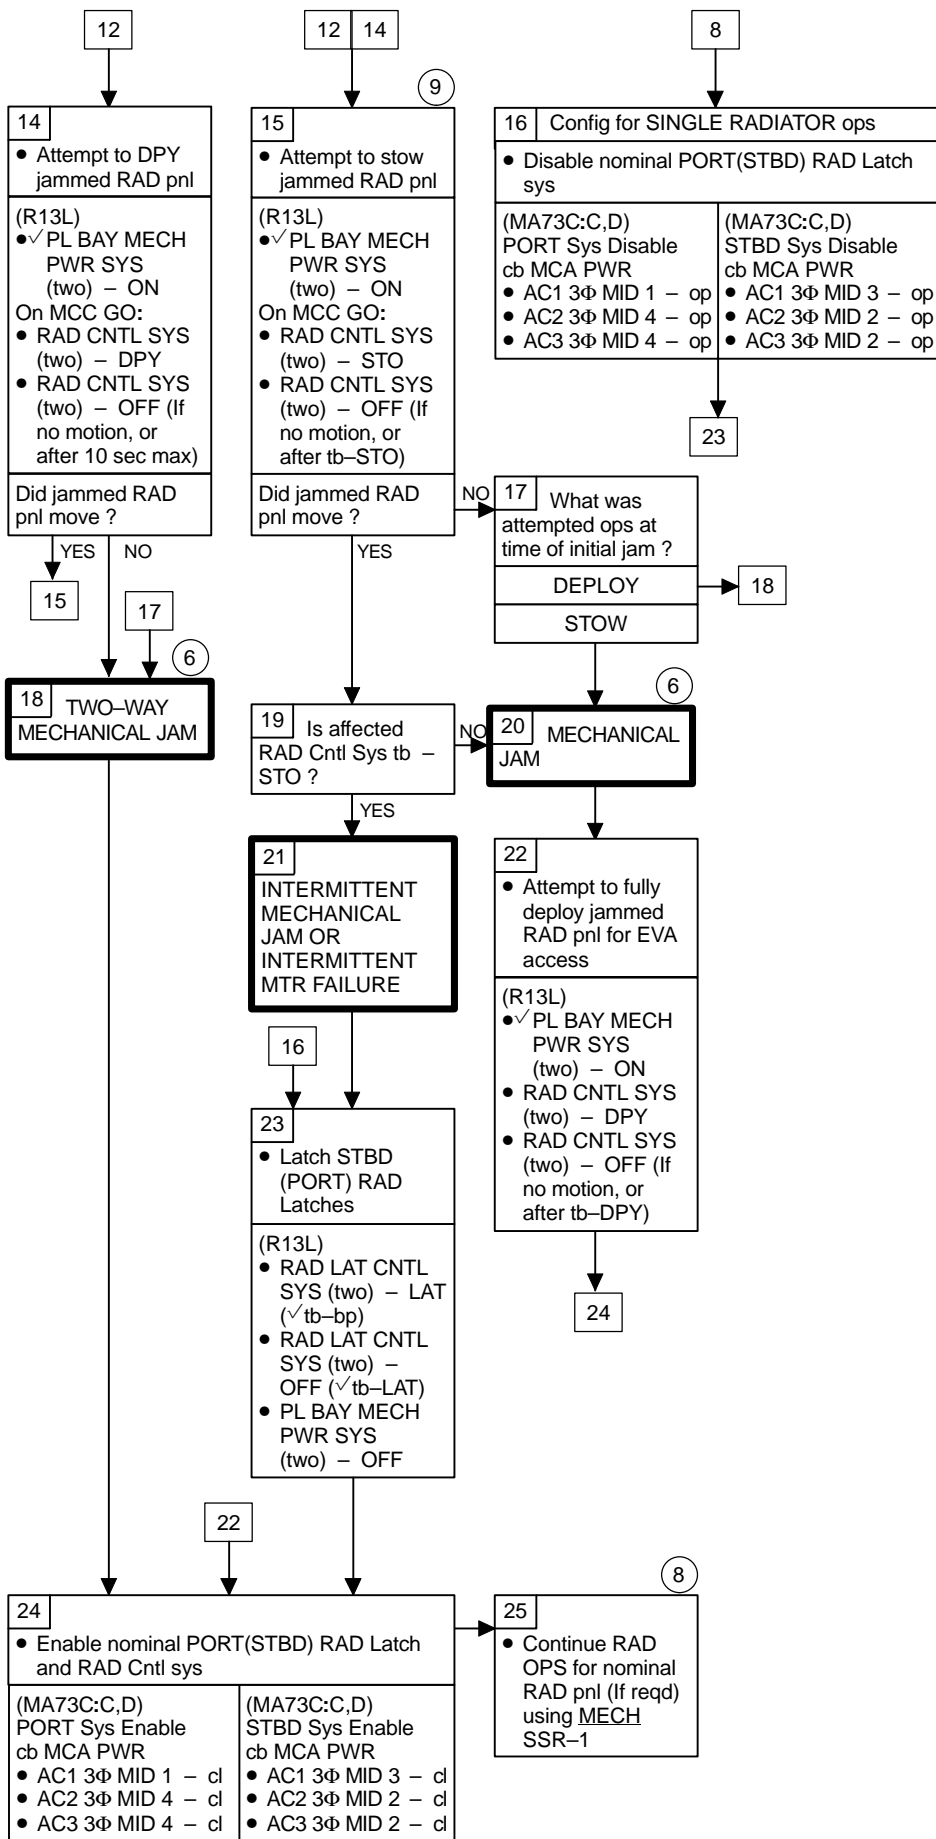 12
14
• Attempt to DPY
jammed RAD pnl
(R13L)
•√ PL BAY MECH
PWR SYS
(two) – ON
On MCC GO:
• RAD CNTL SYS
(two) – DPY
• RAD CNTL SYS
(two) – OFF (If
no motion, or
after 10 sec max)
Did jammed RAD
pnl move ?
YES
NO
15
17
6
18 TWO–WAY
MECHANICAL JAM
12 14
9
15
• Attempt to stow
jammed RAD pnl
(R13L)
•√ PL BAY MECH
PWR SYS
(two) – ON
On MCC GO:
• RAD CNTL SYS
(two) – STO
• RAD CNTL SYS
(two) – OFF (If
no motion, or
after tb–STO)
Did jammed RAD
pnl move ?
NO
YES
8
16 Config for SINGLE RADIATOR ops
• Disable nominal PORT(STBD) RAD Latch
sys
(MA73C:C,D)
PORT Sys Disable
cb MCA PWR
• AC1 3Φ MID 1 – op
• AC2 3Φ MID 4 – op
• AC3 3Φ MID 4 – op
(MA73C:C,D)
STBD Sys Disable
cb MCA PWR
• AC1 3Φ MID 3 – op
• AC2 3Φ MID 2 – op
• AC3 3Φ MID 2 – op
23
17 What was
attempted ops at
time of initial jam ?
DEPLOY
18
STOW
19 Is affected
RAD Cntl Sys tb –
STO ?
NO
YES
6
20 MECHANICAL
JAM
21
INTERMITTENT
MECHANICAL
JAM OR
INTERMITTENT
MTR FAILURE
22
• Attempt to fully
deploy jammed
RAD pnl for EVA
access
(R13L)
•√ PL BAY MECH
PWR SYS
(two) – ON
• RAD CNTL SYS
(two) – DPY
• RAD CNTL SYS
(two) – OFF (If
no motion, or
after tb–DPY)
24
16
23
• Latch STBD
(PORT) RAD
Latches
(R13L)
• RAD LAT CNTL
SYS (two) – LAT
(√tb–bp)
• RAD LAT CNTL
SYS (two) –
OFF (√tb–LAT)
• PL BAY MECH
PWR SYS
(two) – OFF
22
24
• Enable nominal PORT(STBD) RAD Latch
and RAD Cntl sys
(MA73C:C,D)
PORT Sys Enable
cb MCA PWR
• AC1 3Φ MID 1 – cl
• AC2 3Φ MID 4 – cl
• AC3 3Φ MID 4 – cl
(MA73C:C,D)
STBD Sys Enable
cb MCA PWR
• AC1 3Φ MID 3 – cl
• AC2 3Φ MID 2 – cl
• AC3 3Φ MID 2 – cl
8
25
• Continue RAD
OPS for nominal
RAD pnl (If reqd)
using MECH
SSR–1